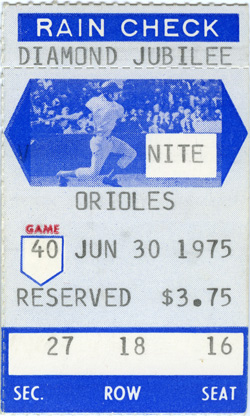 RAIN CHECK
DIAMOND JUBILEE
V NITE
ORIOLES
GAME
40 JUN 30 1975
RESERVED $3.75
27 18 16
SEC. ROW SEAT